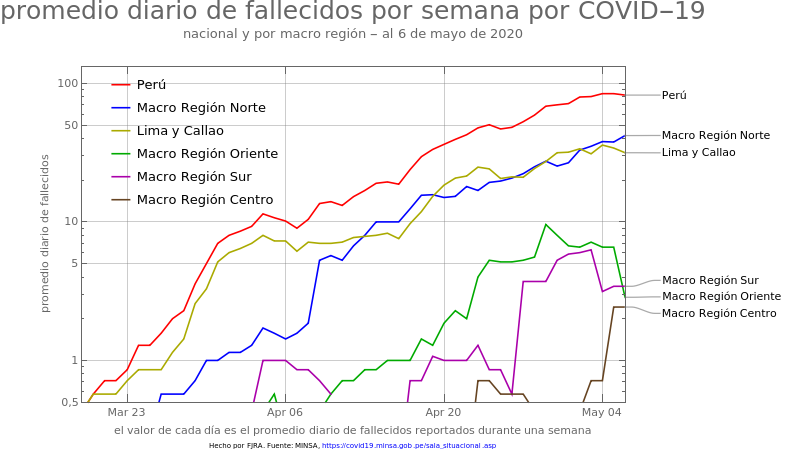 promedio diario de fallecidos por semana por COVID−19
nacional y por macro región − al 6 de mayo de 2020
promedio diario de fallecidos
100
50
10
5
1
0,5
Perú
Macro Región Norte
Lima y Callao
Macro Región Oriente
Macro Región Sur
Macro Región Centro
Perú
Macro Región Norte
Lima y Callao
Macro Región Sur
Macro Región Oriente
Macro Región Centro
Mar 23 Apr 06 Apr 20 May 04
el valor de cada día es el promedio diario de fallecidos reportados durante una semana
Hecho por FJRA. Fuente: MINSA, https://covid19.minsa.gob.pe/sala_situacional .asp